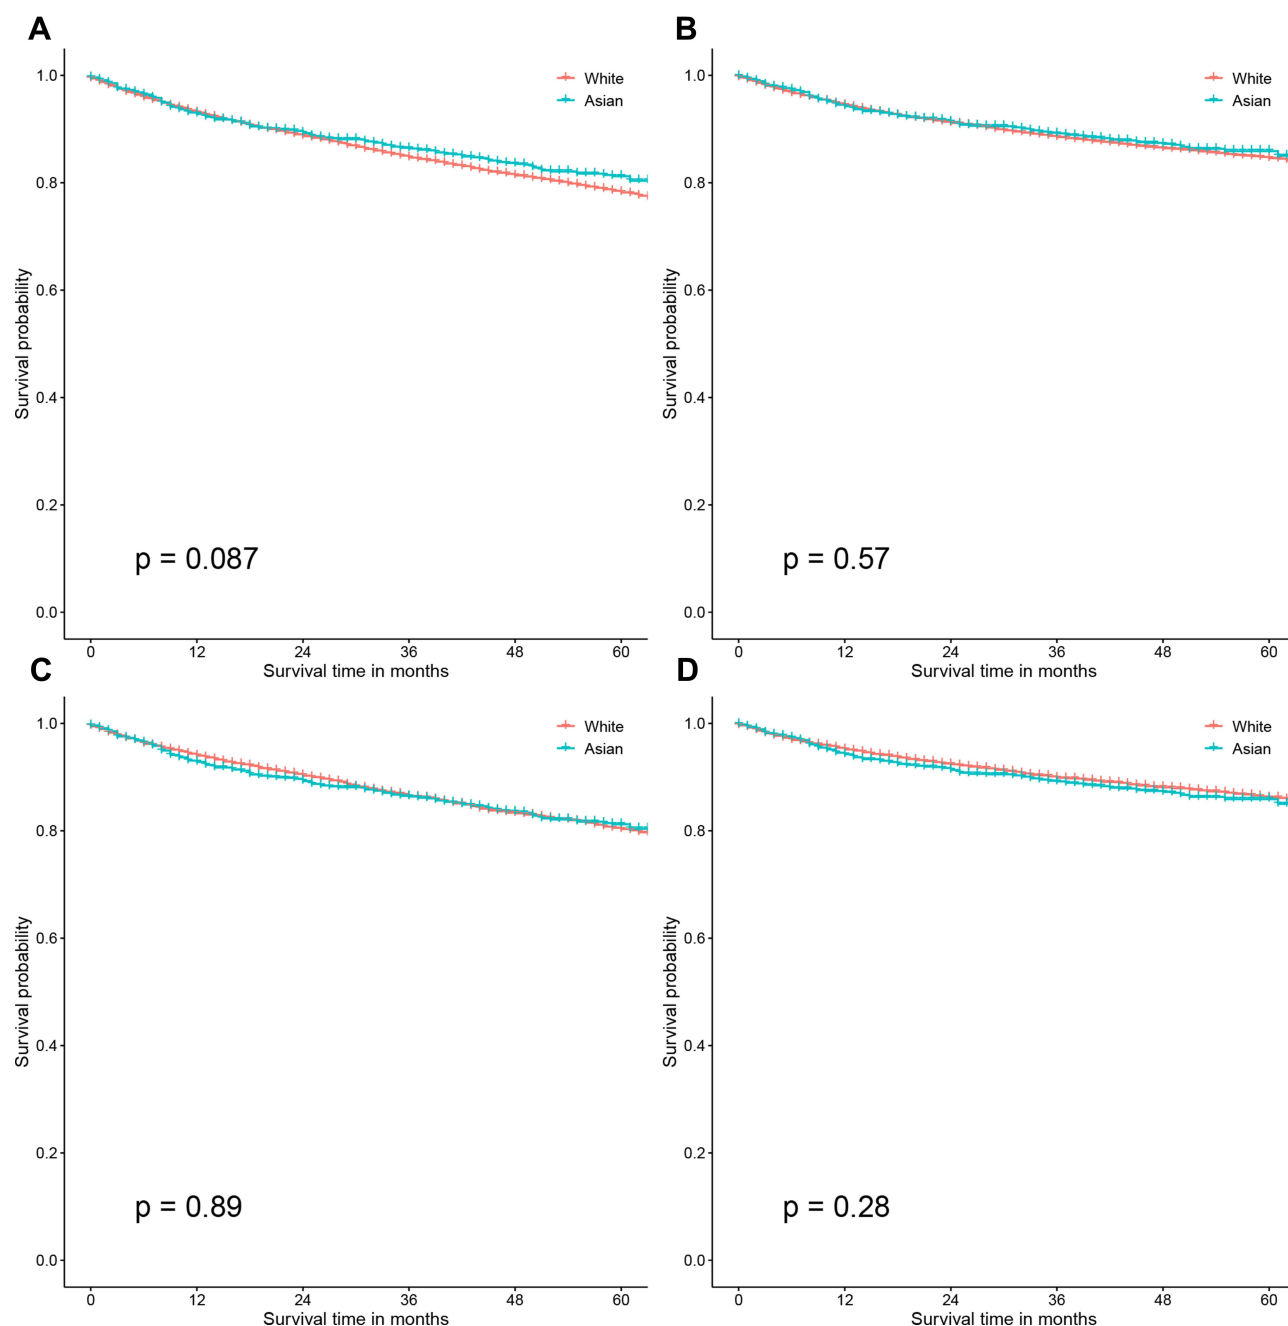 A
White
Asian
1.0
0.8
0.6
0.4
0.2
0.0
Survival probability
p = 0.087
0 12 24 36 48 60
Survival time in months
B
White
Asian
1.0
0.8
0.6
0.4
0.2
0.0
Survival probability
p = 0.57
0 12 24 36 48 60
Survival time in months
C
White
Asian
1.0
0.8
0.6
0.4
0.2
0.0
Survival probability
p = 0.89
0 12 24 36 48 60
Survival time in months
D
White
Asian
1.0
0.8
0.6
0.4
0.2
0.0
Survival probability
p = 0.28
0 12 24 36 48 60
Survival time in months